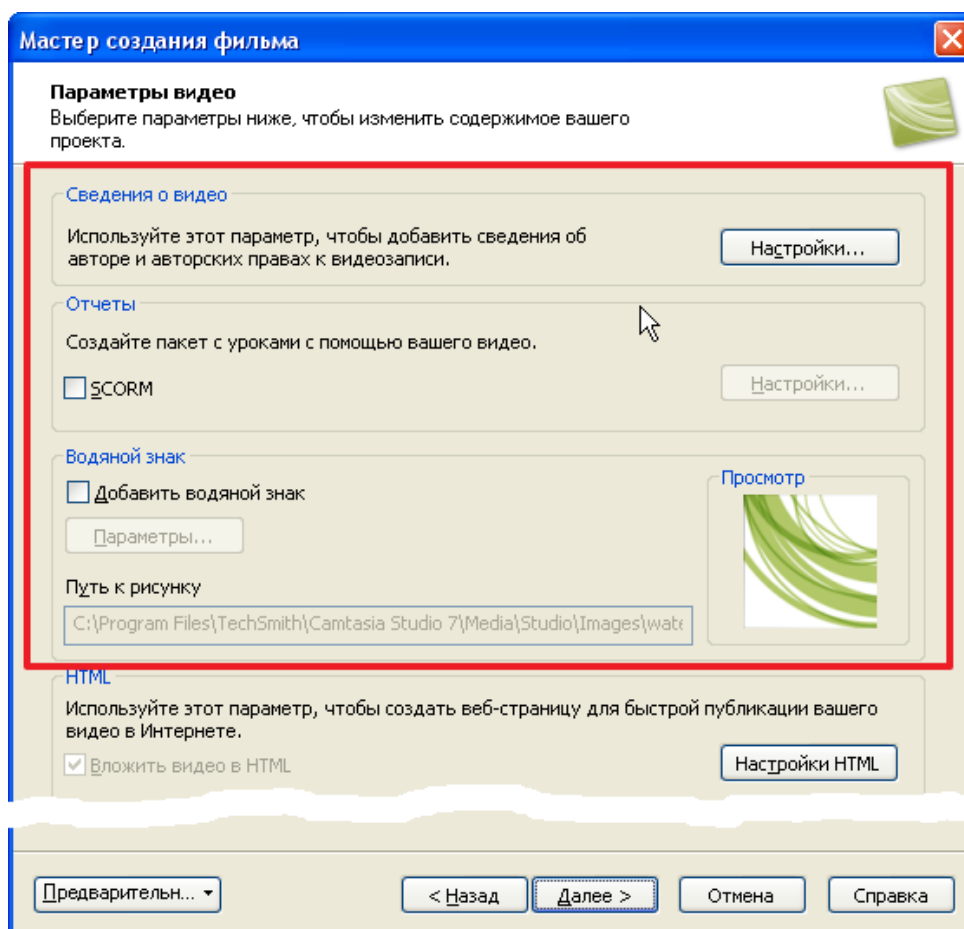 Мастер создания фильма
Параметры видео
Выберите параметры ниже, чтобы изменить содержимое вашего
проекта.
Сведения о видео
Используйте этот параметр, чтобы добавить сведения об
авторе и авторских правах к видеозаписи.
Настройки...
Отчеты
Создайте пакет с уроками с помощью вашего видео.
SCORM
Настройки...
Водяной знак
Добавить водяной знак
Просмотр
Параметры...
Путь к рисунку
C:\Program Files\TechSmith\Camtasia Studio 7\Media\Studio\Images\wate
HTML
Используйте этот параметр, чтобы создать веб-страницу для быстрой публикации вашего
видео в Интернете.
Вложить видео в HTML
Настройки HTML
Предварительн...
< Назад
Далее >
Отмена
Справка